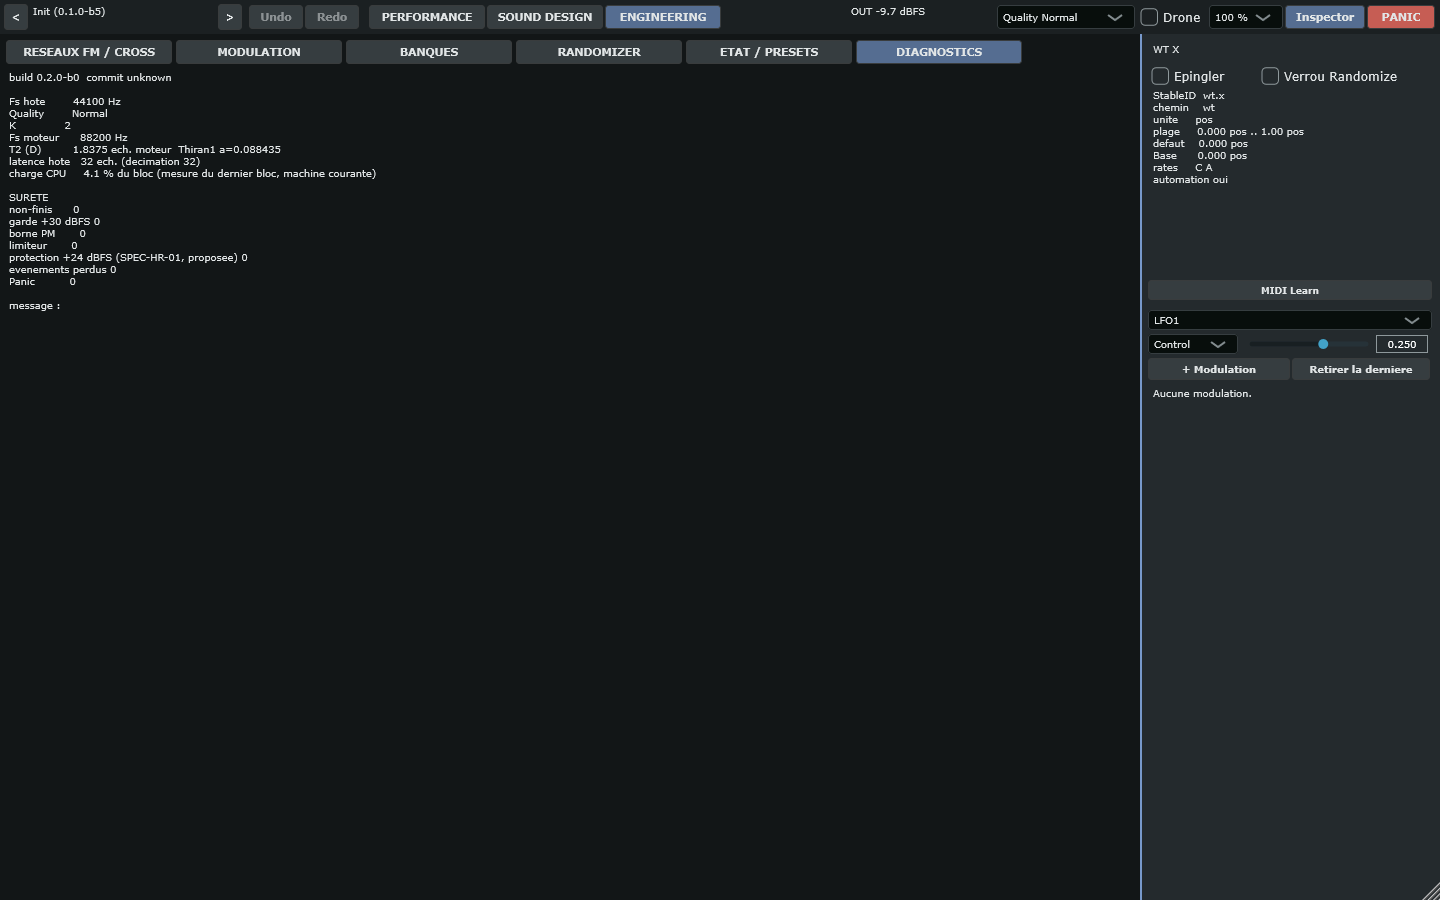 < Init (0.1.0-b5) > Undo Redo PERFORMANCE SOUND DESIGN ENGINEERING OUT -9.7 dBFS Quality Normal Drone 100 % Inspector PANIC
RESEAUX FM / CROSS MODULATION BANQUES RANDOMIZER ETAT / PRESETS DIAGNOSTICS
build 0.2.0-b0 commit unknown
Fs hote 44100 Hz
Quality Normal
K 2
Fs moteur 88200 Hz
T2 (D) 1.8375 ech. moteur Thiran1 a=0.088435
latence hote 32 ech. (decimation 32)
charge CPU 4.1 % du bloc (mesure du dernier bloc, machine courante)
SURETE
non-finis 0
garde +30 dBFS 0
borne PM 0
limiteur 0
protection +24 dBFS (SPEC-HR-01, proposee) 0
evenements perdus 0
Panic 0
message :
WT X
Epingler Verrou Randomize
StableID wt.x
chemin wt
unite pos
plage 0.000 pos .. 1.00 pos
defaut 0.000 pos
Base 0.000 pos
rates C A
automation oui
MIDI Learn
LFO1
Control 0.250
+ Modulation Retirer la derniere
Aucune modulation.